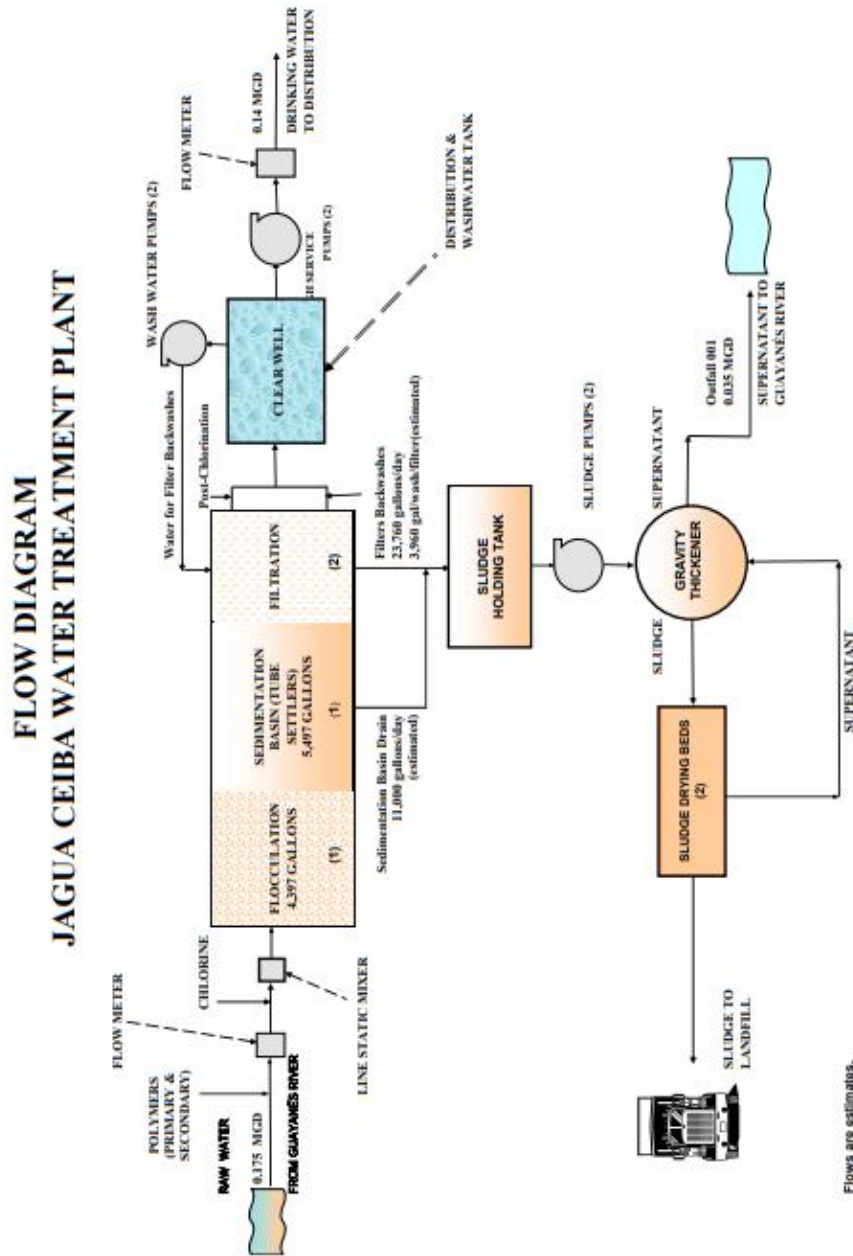 FLOW DIAGRAM
JAGUA CEIBA WATER TREATMENT PLANT
POLYMERS
(PRIMARY &
SECONDARY)
RAW WATER
0.175 MGD
FROM GUAYANÉS RIVER
FLOW METER
CHLORINE
LINE STATIC MIXER
FLOCCULATION
4,397 GALLONS
(1)
SEDIMENTATION
BASIN (TUBE
SETTLERS)
5,497 GALLONS
(1)
FILTRATION
(2)
Water for Filter Backwashes
Post-Chlorination
WASH WATER PUMPS (2)
CLEAR WELL
GH SERVICE
PUMPS (2)
FLOW METER
0.14 MGD
DRINKING WATER
TO DISTRIBUTION
DISTRIBUTION &
WASHWATER TANK
Sedimentation Basin Drain
11,000 gallons/day
(estimated)
Filters Backwashes
23,760 gallons/day
3,960 gal/wash/filter(estimated)
SLUDGE
HOLDING TANK
SLUDGE PUMPS (2)
SLUDGE
GRAVITY
THICKENER
SUPERNATANT
Outfall 001
0.035 MGD
SUPERNATANT TO
GUAYANÉS RIVER
SLUDGE DRYING BEDS
(2)
SUPERNATANT
SLUDGE TO
LANDFILL
Flows are estimates.